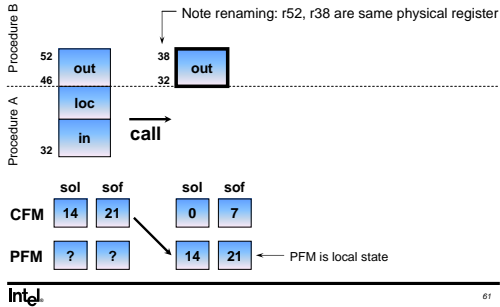 Procedure B
Note renaming: r52, r38 are same physical register
52
out
46
38
out
32
Procedure A
loc
in
32
call
sol sof sol sof
CFM 14 21 0 7
PFM ? ? 14 21 PFM is local state
Intel®
61